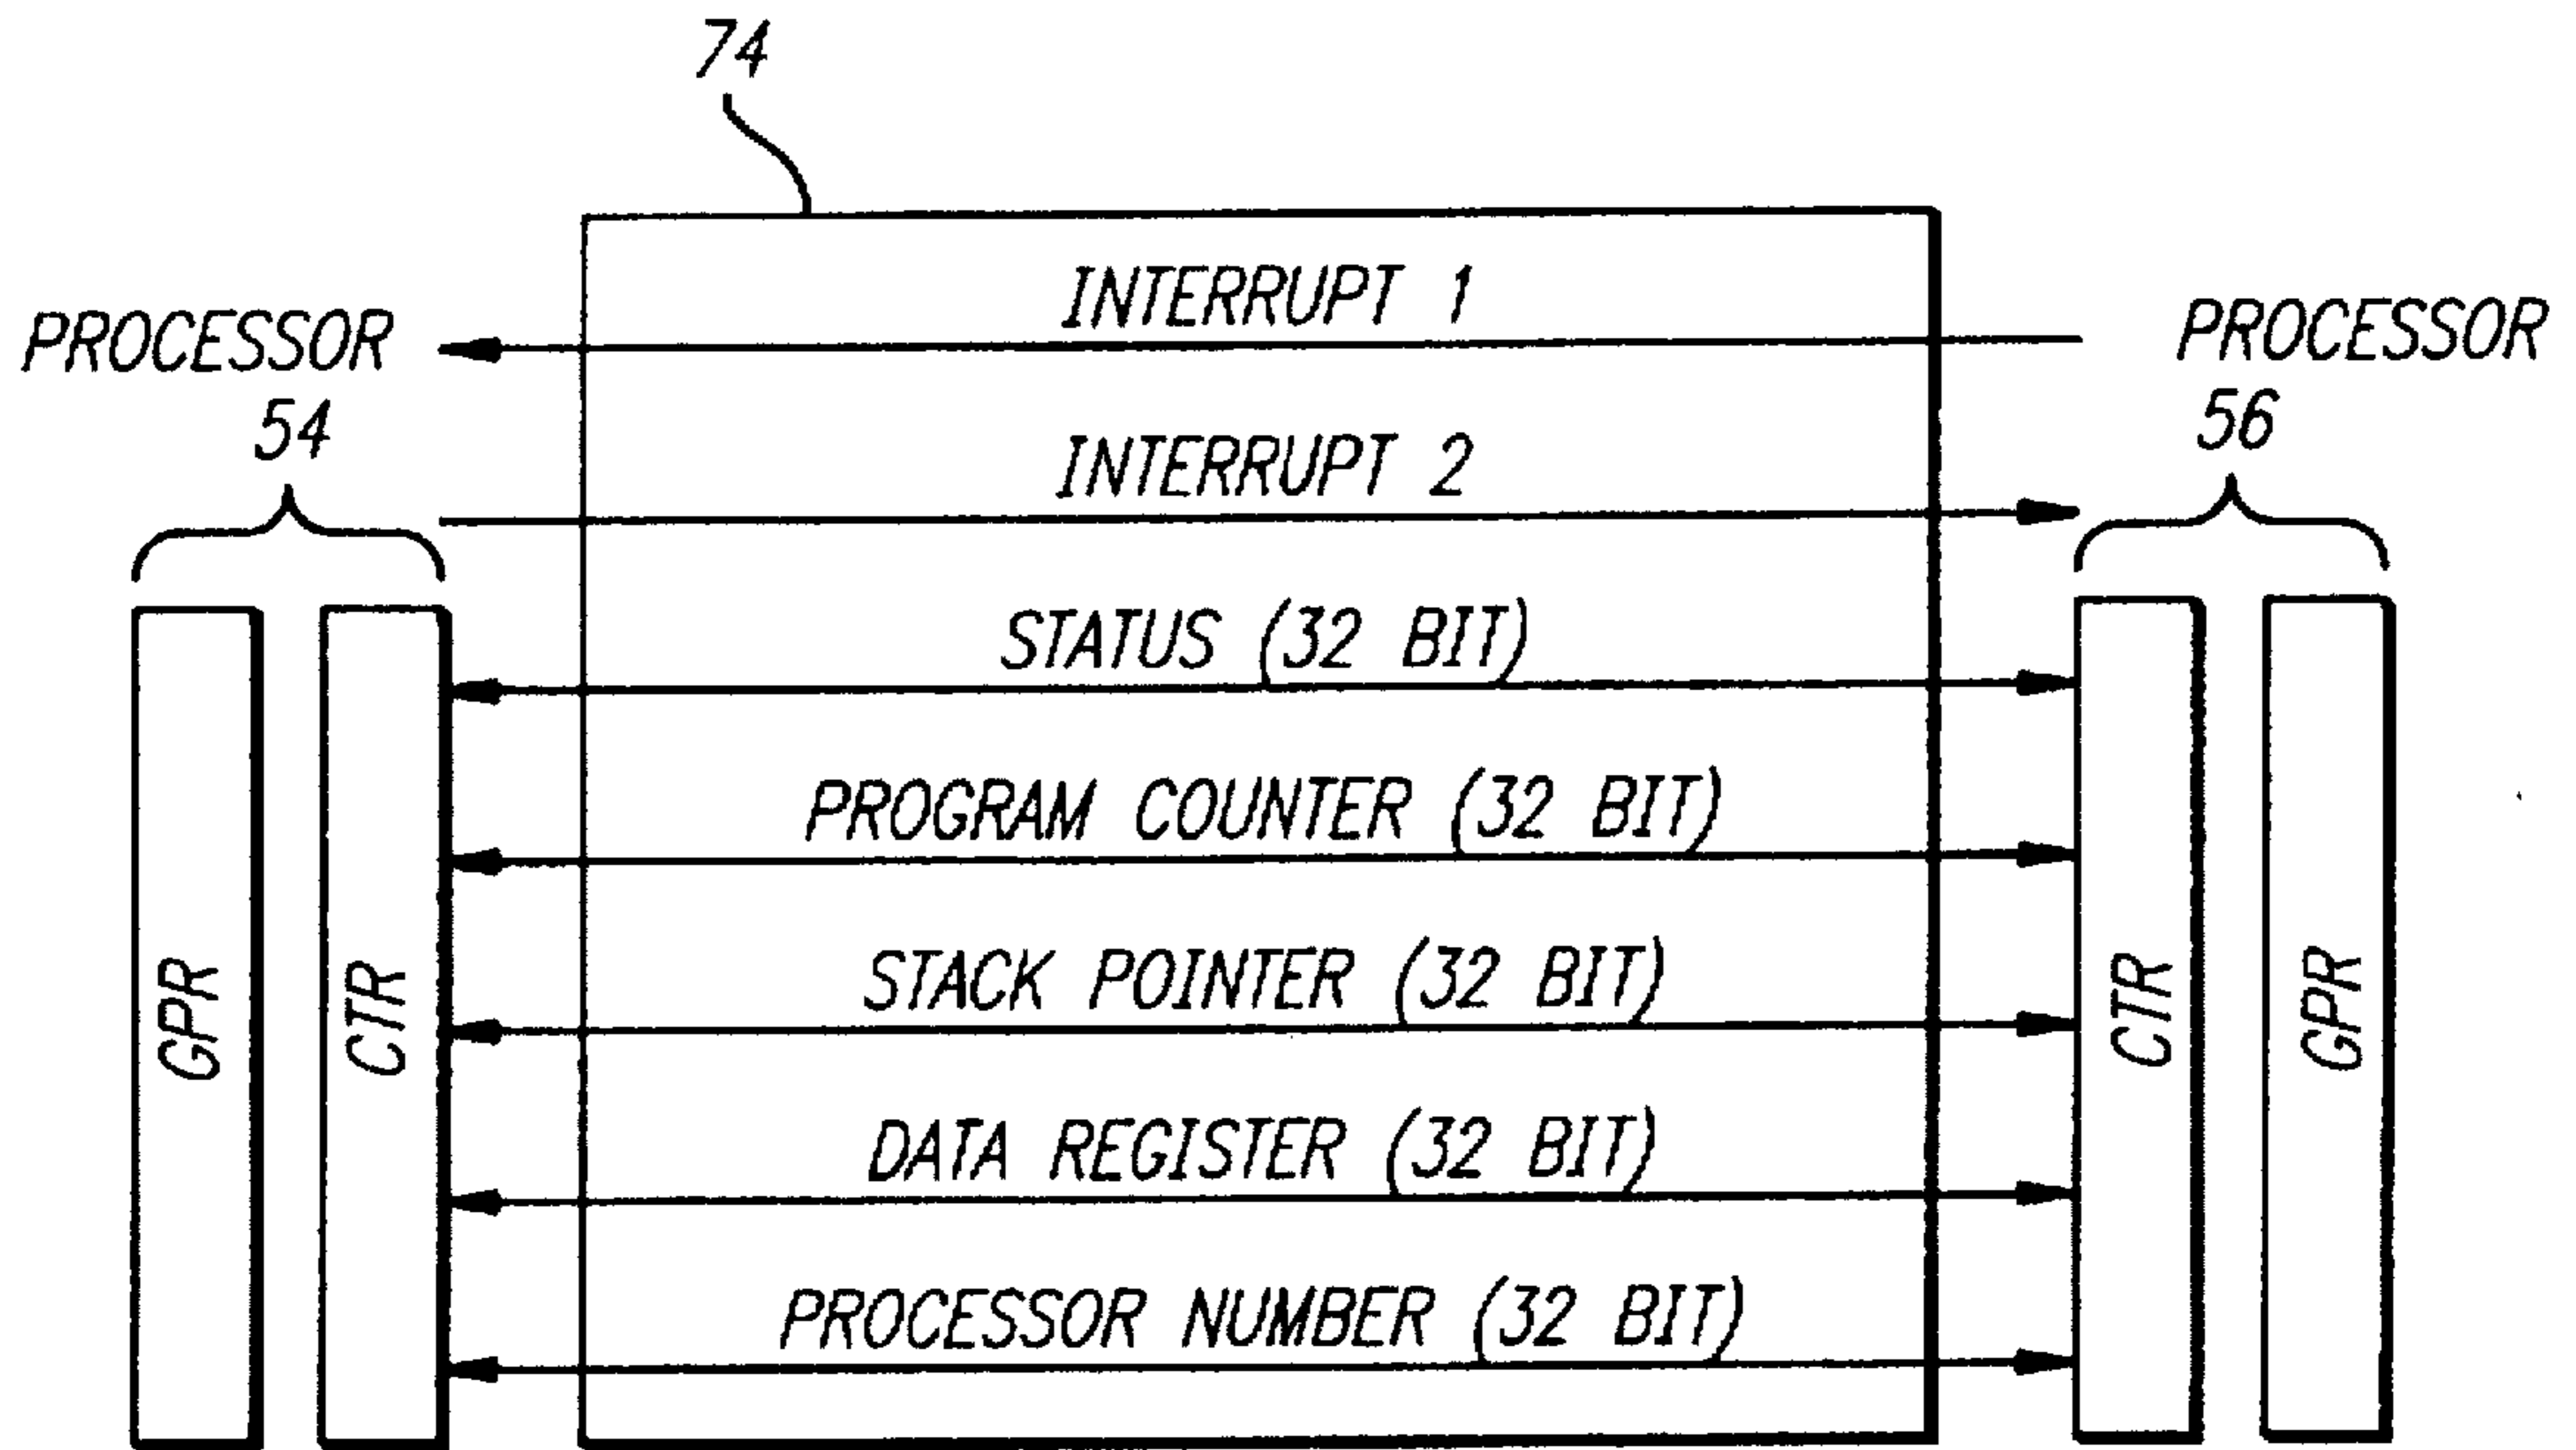 74
INTERRUPT 1
PROCESSOR
54
PROCESSOR
56
INTERRUPT 2
STATUS (32 BIT)
PROGRAM COUNTER (32 BIT)
STACK POINTER (32 BIT)
DATA REGISTER (32 BIT)
PROCESSOR NUMBER (32 BIT)
GPR
CTR
CTR
GPR